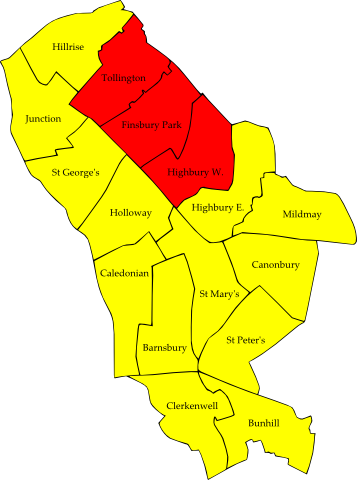 Hillrise
Tollington
Junction
Finsbury Park
St George's
Highbury W.
Holloway
Highbury E.
Mildmay
Caledonian
Canonbury
St Mary's
Barnsbury
St Peter's
Clerkenwell
Bunhill